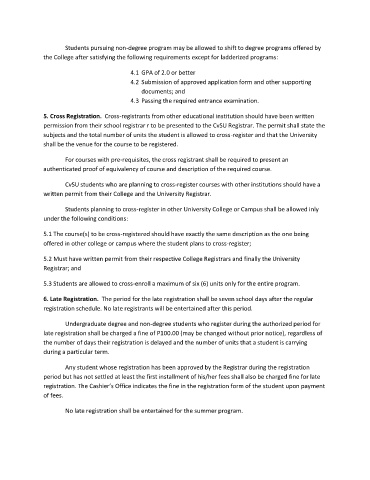 Students pursuing non-degree program may be allowed to shift to degree programs offered by
the College after satisfying the following requirements except for ladderized programs:
4.1 GPA of 2.0 or better
4.2 Submission of approved application form and other supporting
documents; and
4.3 Passing the required entrance examination.
5. Cross Registration. Cross-registrants from other educational institution should have been written
permission from their school registrar r to be presented to the CvSU Registrar. The permit shall state the
subjects and the total number of units the student is allowed to cross-register and that the University
shall be the venue for the course to be registered.
For courses with pre-requisites, the cross registrant shall be required to present an
authenticated proof of equivalency of course and description of the required course.
CvSU students who are planning to cross-register courses with other institutions should have a
written permit from their College and the University Registrar.
Students planning to cross-register in other University College or Campus shall be allowed inly
under the following conditions:
5.1 The course(s) to be cross-registered should have exactly the same description as the one being
offered in other college or campus where the student plans to cross-register;
5.2 Must have written permit from their respective College Registrars and finally the University
Registrar; and
5.3 Students are allowed to cross-enroll a maximum of six (6) units only for the entire program.
6. Late Registration. The period for the late registration shall be seven school days after the regular
registration schedule. No late registrants will be entertained after this period.
Undergraduate degree and non-degree students who register during the authorized period for
late registration shall be charged a fine of P100.00 (may be changed without prior notice), regardless of
the number of days their registration is delayed and the number of units that a student is carrying
during a particular term.
Any student whose registration has been approved by the Registrar during the registration
period but has not settled at least the first installment of his/her fees shall also be charged fine for late
registration. The Cashier's Office indicates the fine in the registration form of the student upon payment
of fees.
No late registration shall be entertained for the summer program.